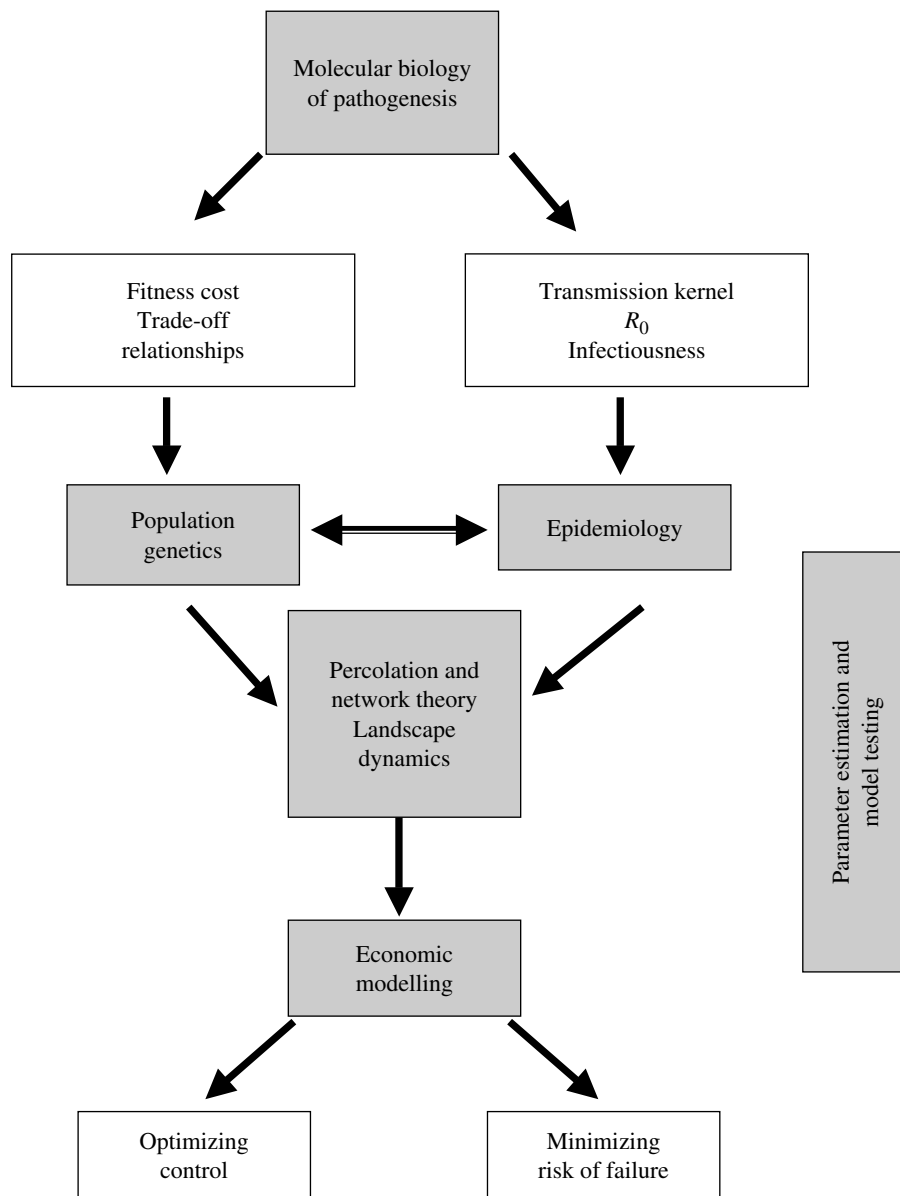 Molecular biology
of pathogenesis
Fitness cost
Trade-off
relationships
Transmission kernel
R0
Infectiousness
Population
genetics
Epidemiology
Percolation and
network theory
Landscape
dynamics
Parameter estimation and
model testing
Economic
modelling
Optimizing
control
Minimizing
risk of failure